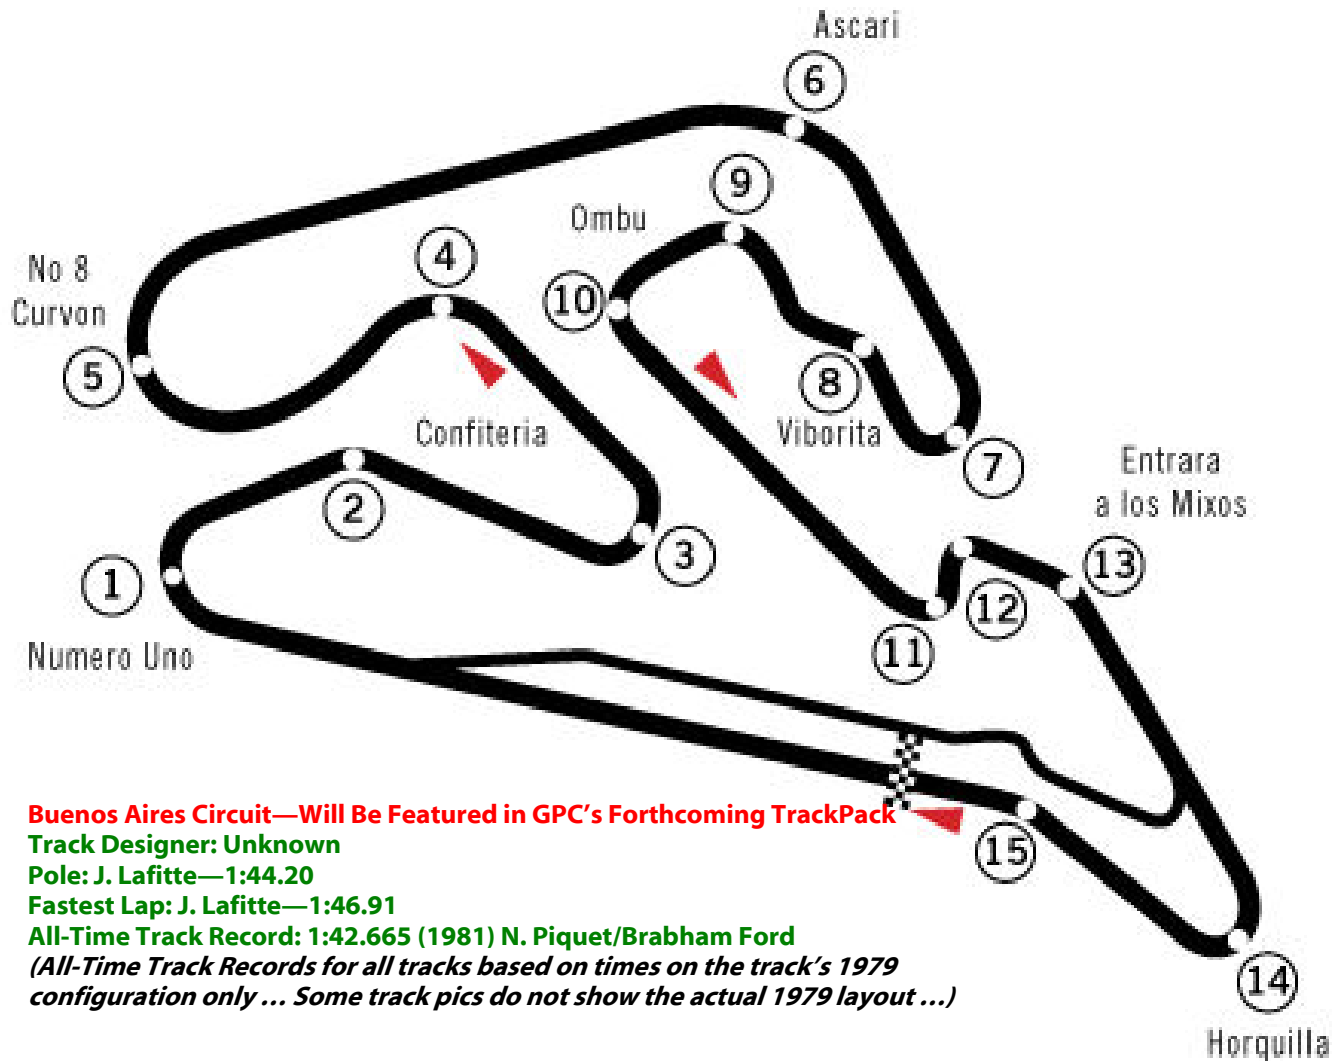 Ascari
6
9
Ombu
4
No 8
Curvon
10
5
8
Confiteria
Viborita
7
Entrara
a los Mixos
2
3
13
1
12
11
Numero Uno
Buenos Aires Circuit—Will Be Featured in GPC's Forthcoming TrackPack
Track Designer: Unknown
15
Pole: J. Lafitte—1:44.20
Fastest Lap: J. Lafitte—1:46.91
All-Time Track Record: 1:42.665 (1981) N. Piquet/Brabham Ford
(All-Time Track Records for all tracks based on times on the track's 1979
configuration only ... Some track pics do not show the actual 1979 layout ...)
14
Horquilla